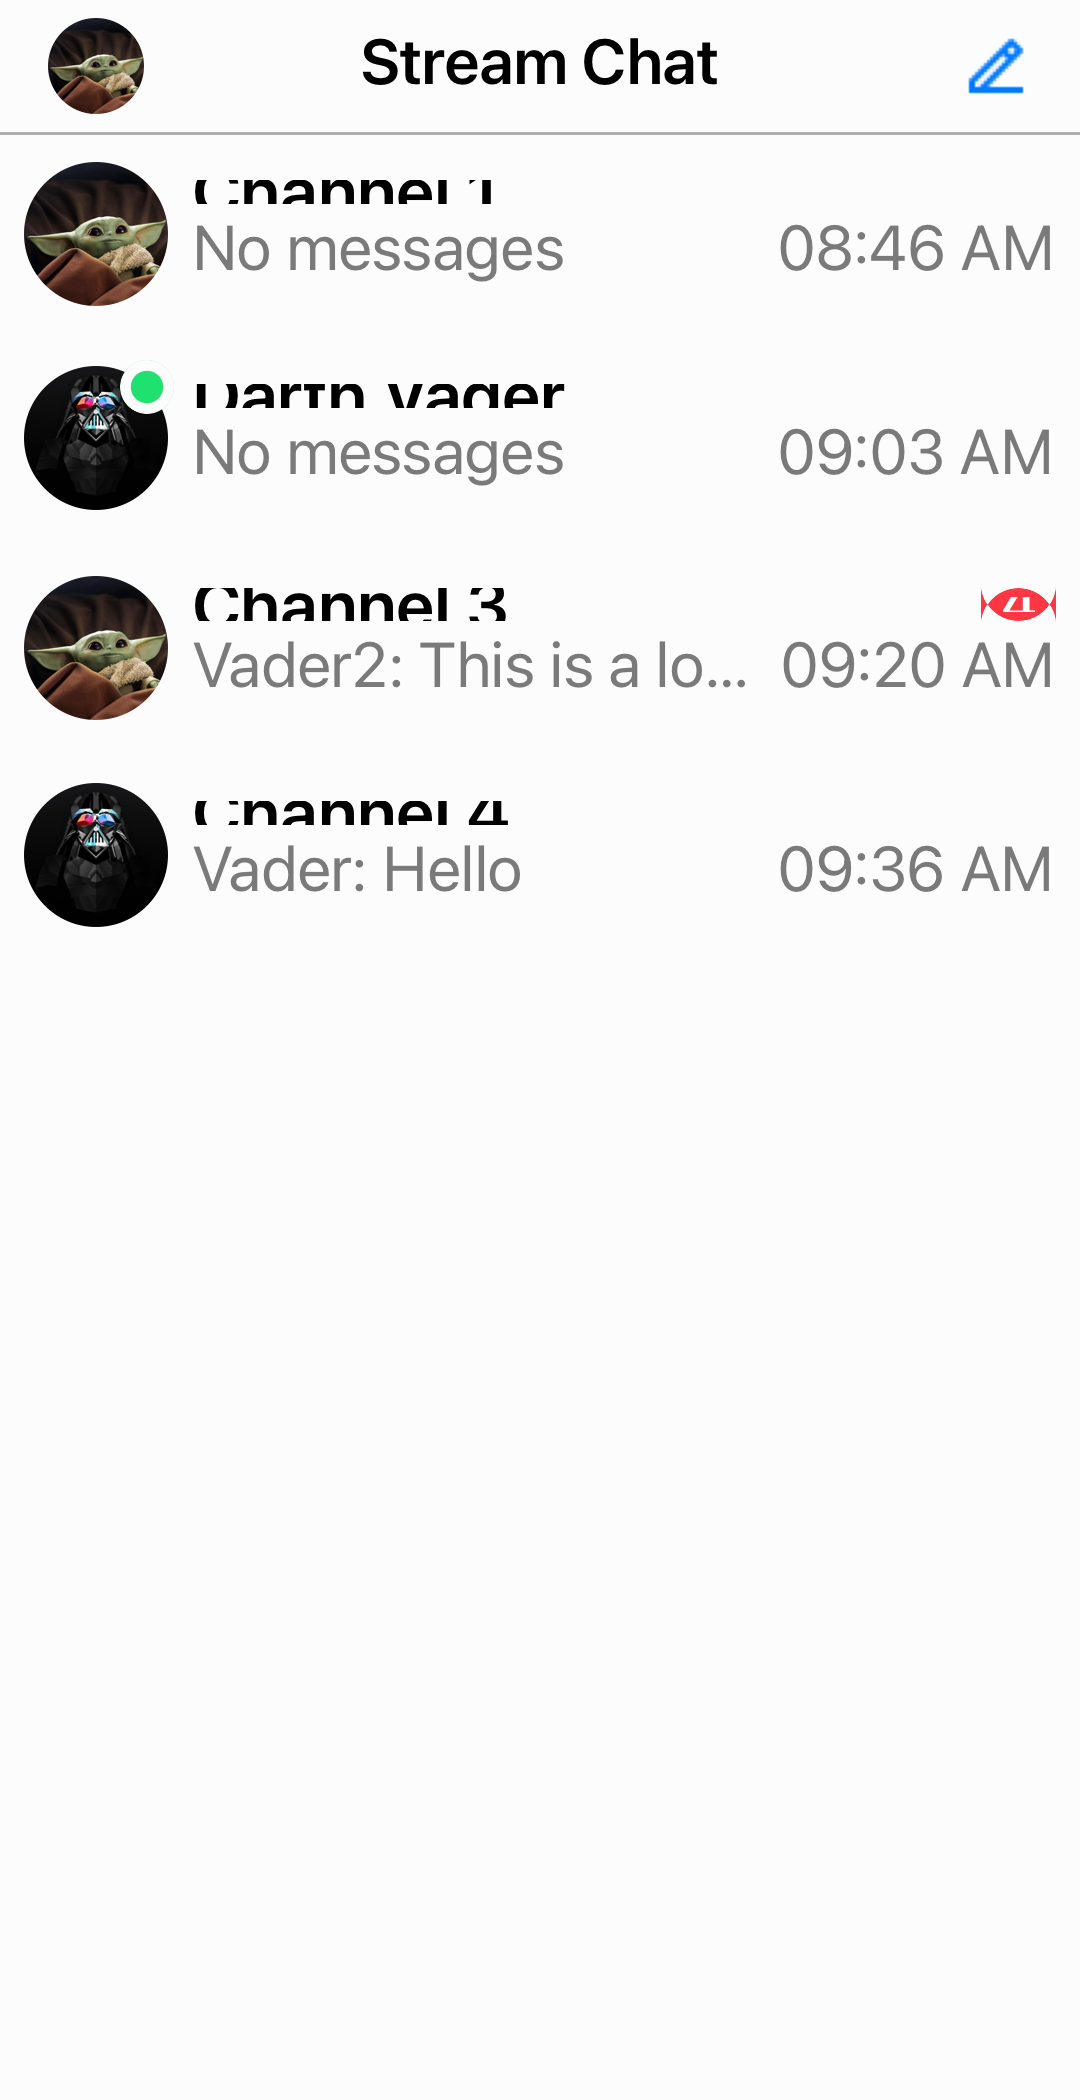 Stream Chat
Channel 1
No messages 08:46 AM
Darth Vader
No messages 09:03 AM
Channel 3 4
Vader2: This is a lo... 09:20 AM
Channel 4
Vader: Hello 09:36 AM